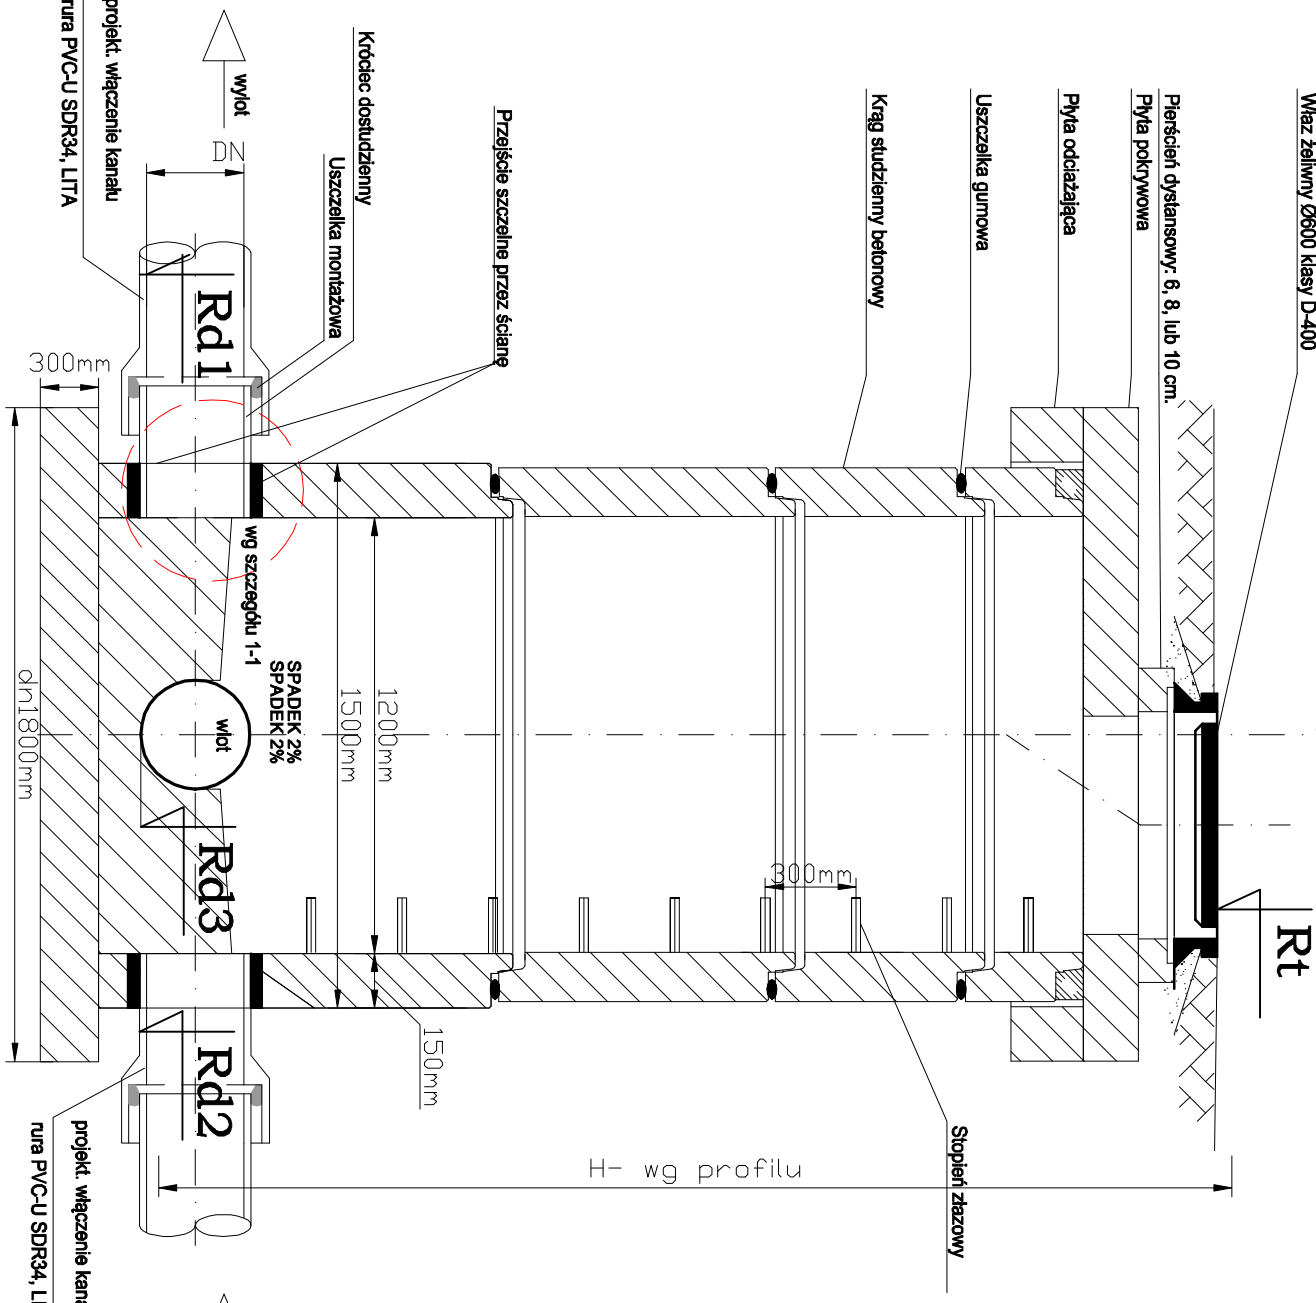 Właz żeliwny Ø600 klasy D-400
Pierścień dystansowy: 6, 8, lub 10 cm.
Płyta pokrywowa
Płyta odciażająca
Uszczelka gumowa
Krąg studzienny betonowy
Przejście szczelne przez ściane
Króciec dostudzienny
Uszczelka montażowa
wylot
DN
projekt. włączenie kanału
rura PVC-U SDR34, LITA
Rt
Rd1
300mm
wg szczegółu 1-1
SPADEK 2%
SPADEK 2%
1200mm
1500mm
wlot
dn1800mm
Rd3
300mm
150mm
Rd2
Stopień złazowy
H- wg profilu
projekt. włączenie
rura PVC-U SDR34,